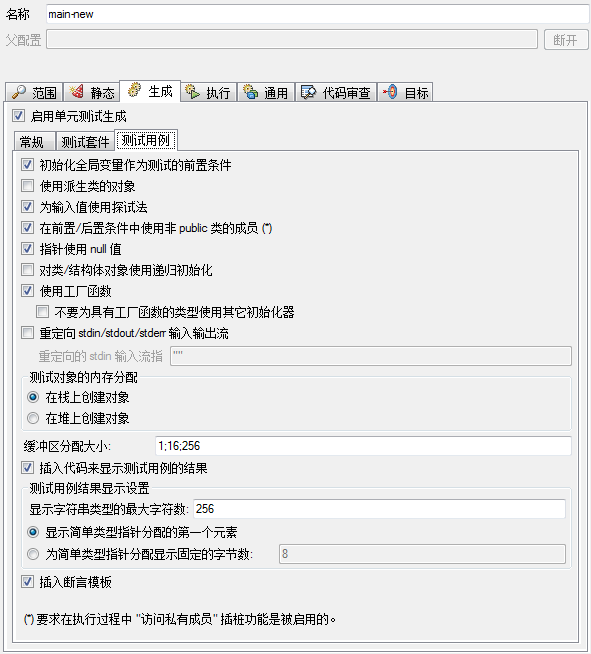 名称 main-new
父配置 断开
范围 静态 生成 执行 通用 代码审查 目标
启用单元测试生成
常规 测试套件 测试用例
初始化全局变量作为测试的前置条件
使用派生类的对象
为输入值使用探试法
在前置/后置条件中使用非 public 类的成员 (*)
指针使用 null 值
对类/结构体对象使用递归初始化
使用工厂函数
不要为具有工厂函数的类型使用其它初始化器
重定向 stdin/stdout/stderr 输入输出流
重定向的 stdin 输入流指 ""
测试对象的内存分配
在栈上创建对象
在堆上创建对象
缓冲区分配大小: 1;16;256
插入代码来显示测试用例的结果
测试用例结果显示设置
显示字符串类型的最大字符数: 256
显示简单类型指针分配的第一个元素
为简单类型指针分配显示固定的字节数: 8
插入断言模板
(*) 要求在执行过程中 "访问私有成员" 插桩功能是被启用的。